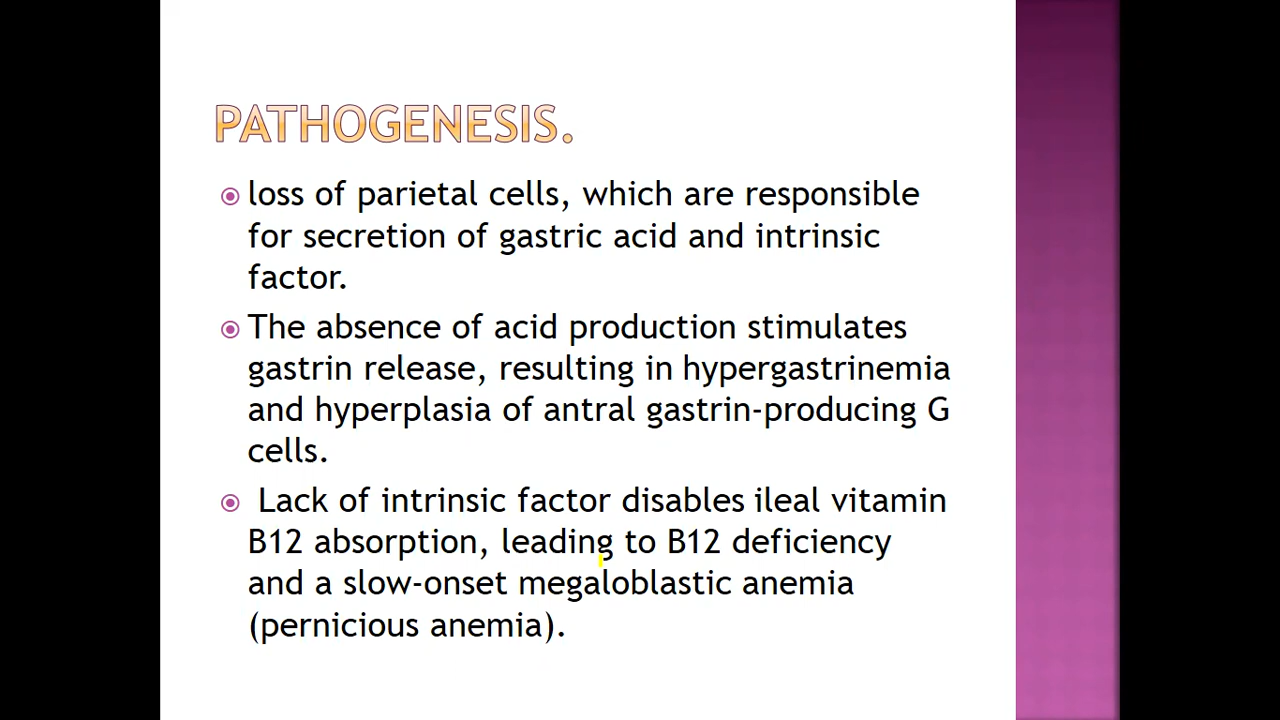 PATHOGENESIS.
loss of parietal cells, which are responsible
for secretion of gastric acid and intrinsic
factor.
The absence of acid production stimulates
gastrin release, resulting in hypergastrinemia
and hyperplasia of antral gastrin-producing G
cells.
Lack of intrinsic factor disables ileal vitamin
B12 absorption, leading to B12 deficiency
and a slow-onset megaloblastic anemia
(pernicious anemia).